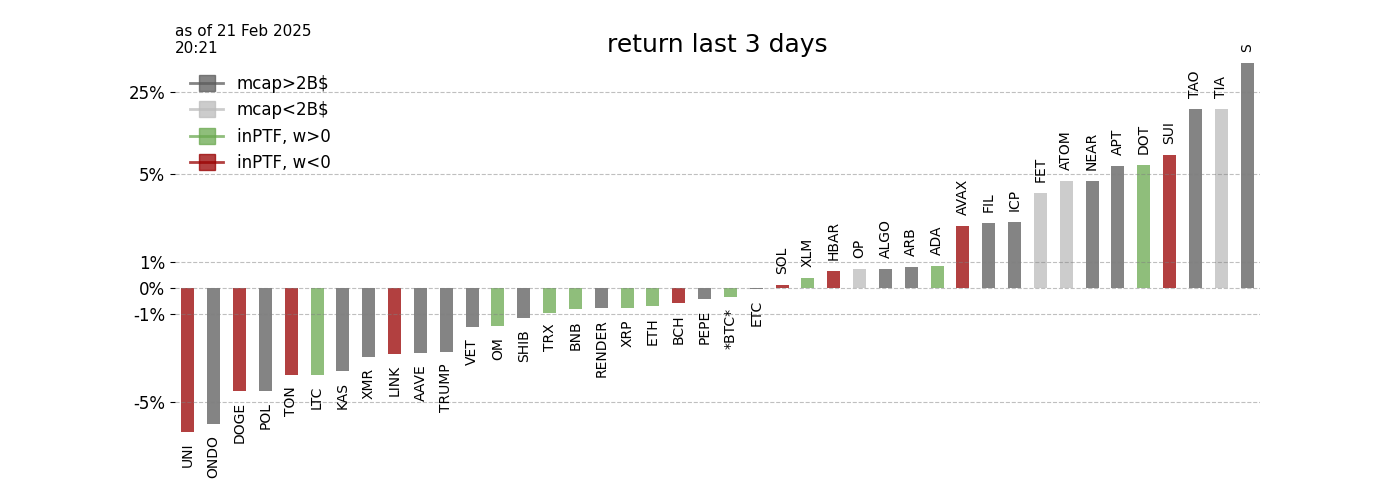 as of 21 Feb 2025
20:21
return last 3 days
mcap>2B$
mcap<2B$
inPTF, w>0
inPTF, w<0
25%
5%
1%
0%
-1%
-5%
UNI
ONDO
DOGE
POL
TON
LTC
KAS
XMR
LINK
AAVE
TRUMP
VET
OM
SHIB
TRX
BNB
RENDER
XRP
ETH
BCH
PEPE
*BTC*
ETC
SOL
XLM
HBAR
OP
ALGO
ARB
ADA
AVAX
FIL
ICP
FET
ATOM
NEAR
APT
DOT
SUI
TAO
TIA
S